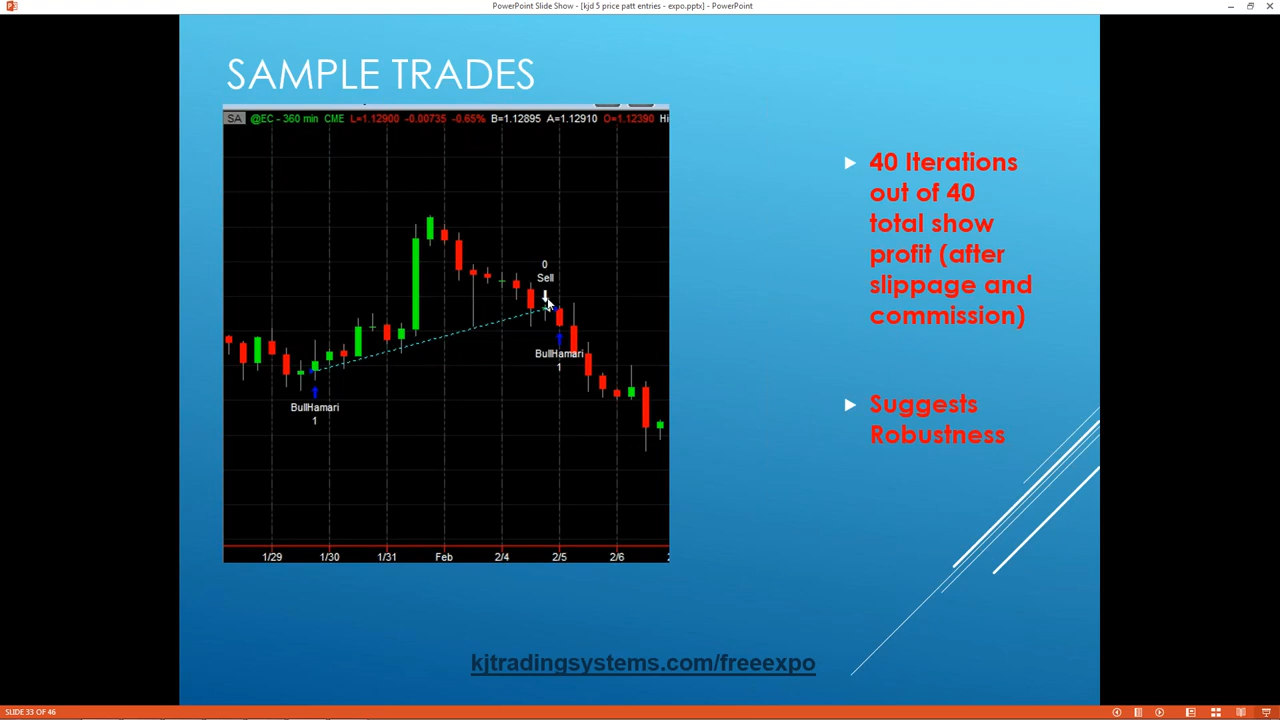 PowerPoint Slide Show - [kjd 5 price patt entries - expo.pptx] - PowerPoint
SAMPLE TRADES
SA @EC - 360 min CME L=1.12900 -0.00735 -0.65% B=1.12895 A=1.12910 O=1.12390 Hi
0
Sell
BullHamari
1
BullHamari
1
1/29 1/30 1/31 Feb 2/4 2/5 2/6
40 Iterations
out of 40
total show
profit (after
slippage and
commission)
Suggests
Robustness
kjtradingsystems.com/freeexpo
SLIDE 33 OF 46